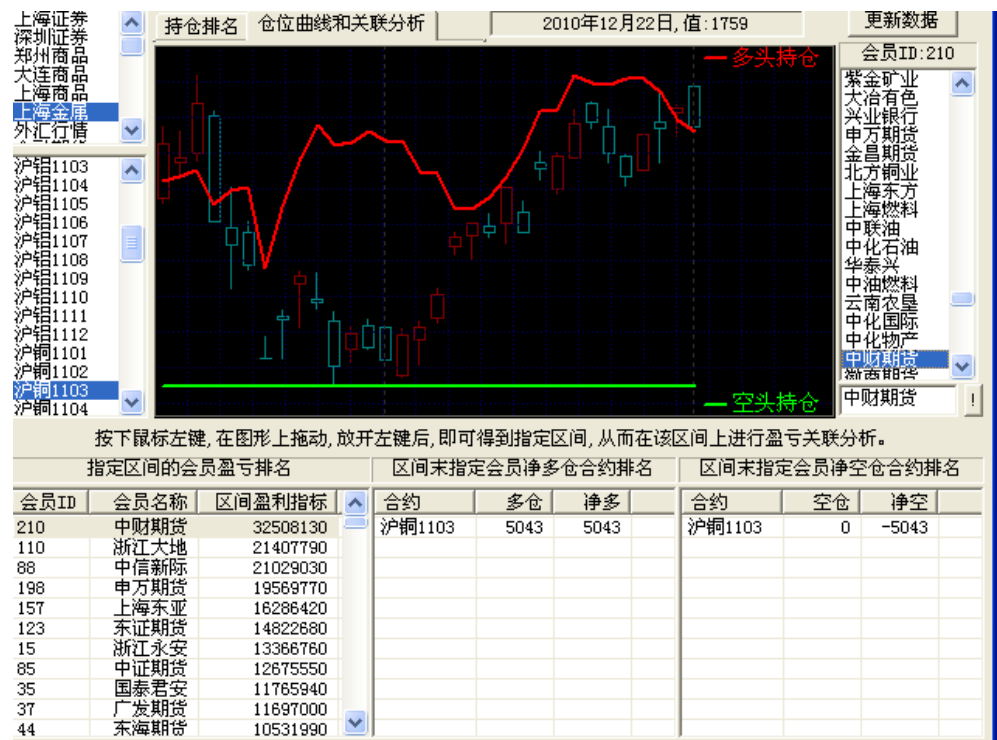 上海证券
深圳证券
郑州商品
大连商品
上海商品
上海金属
外汇行情
沪铝1103
沪铝1104
沪铝1105
沪铝1106
沪铝1107
沪铝1108
沪铝1109
沪铝1110
沪铝1111
沪铝1112
沪铜1101
沪铜1102
沪铜1103
沪铜1104
持仓排名 仓位曲线和关联分析 2010年12月22日,值:1759 更新数据
多头持仓
空头持仓
会员ID:210
紫金矿业
大冶有色
兴业银行
申万期货
金昌期货
北方铜业
上海东方
上海燃料
中联油
中化石油
华泰兴
中油燃料
云南农垦
中化国际
中化物产
中财期货
中财期货 !
按下鼠标左键,在图形上拖动,放开左键后,即可得到指定区间,从而在该区间上进行盈亏关联分析。
指定区间的会员盈亏排名 区间末指定会员净多仓合约排名 区间末指定会员净空仓合约排名
会员ID 会员名称 区间盈利指标 合约 多仓 净多 合约 空仓 净空
210 中财期货 32508130 沪铜1103 5043 5043 沪铜1103 0 -5043
110 浙江大地 21407790
88 中信新际 21029030
198 申万期货 19569770
157 上海东亚 16286420
123 东证期货 14822680
15 浙江永安 13366760
85 中证期货 12675550
35 国泰君安 11765940
37 广发期货 11697000
44 东海期货 10531990